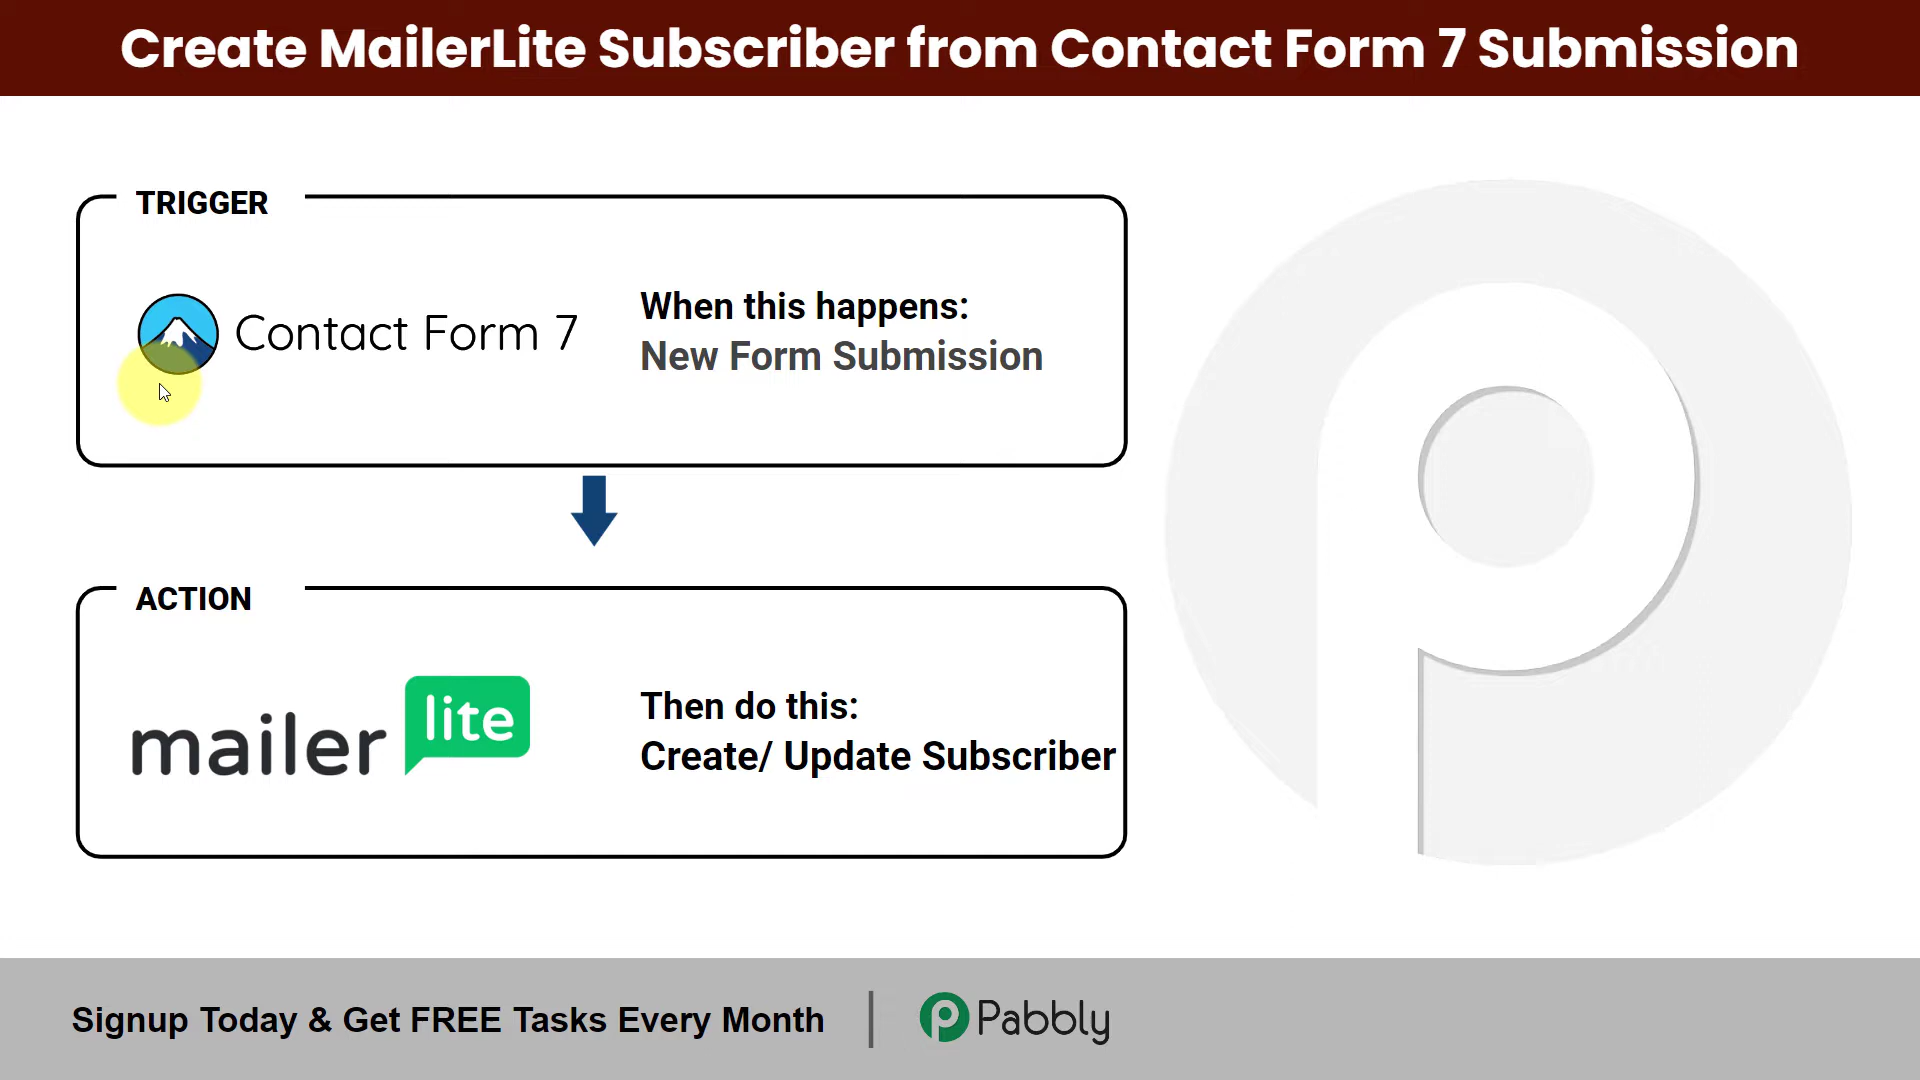 Create MailerLite Subscriber from Contact Form 7 Submission
TRIGGER
Contact Form 7
When this happens:
New Form Submission
ACTION
mailer lite
Then do this:
Create/ Update Subscriber
Signup Today & Get FREE Tasks Every Month
Pabbly